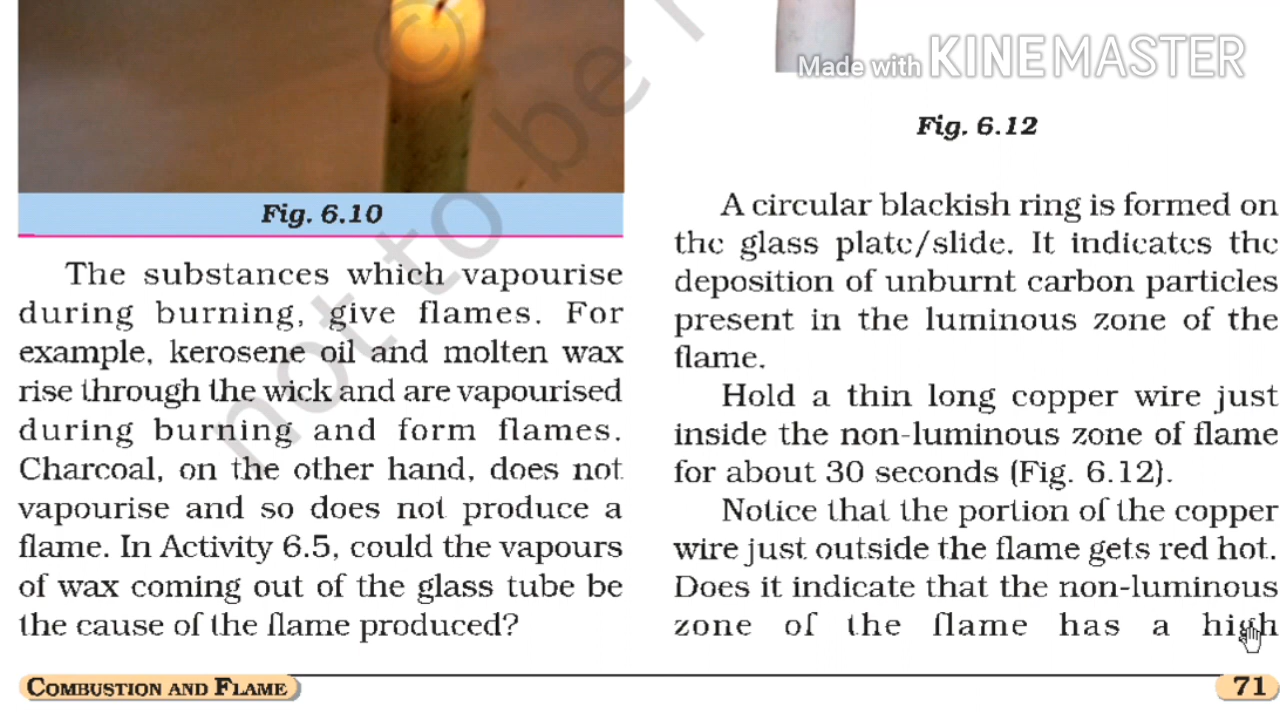 Fig. 6.10
The substances which vapourise
during burning, give flames. For
example, kerosene oil and molten wax
rise through the wick and are vapourised
during burning and form flames.
Charcoal, on the other hand, does not
vapourise and so does not produce a
flame. In Activity 6.5, could the vapours
of wax coming out of the glass tube be
the cause of the flame produced?
Made with KINEMASTER
Fig. 6.12
A circular blackish ring is formed on
the glass plate/slide. It indicates the
deposition of unburnt carbon particles
present in the luminous zone of the
flame.
Hold a thin long copper wire just
inside the non-luminous zone of flame
for about 30 seconds (Fig. 6.12).
Notice that the portion of the copper
wire just outside the flame gets red hot.
Does it indicate that the non-luminous
zone of the flame has a high
COMBUSTION AND FLAME
71
© not to be